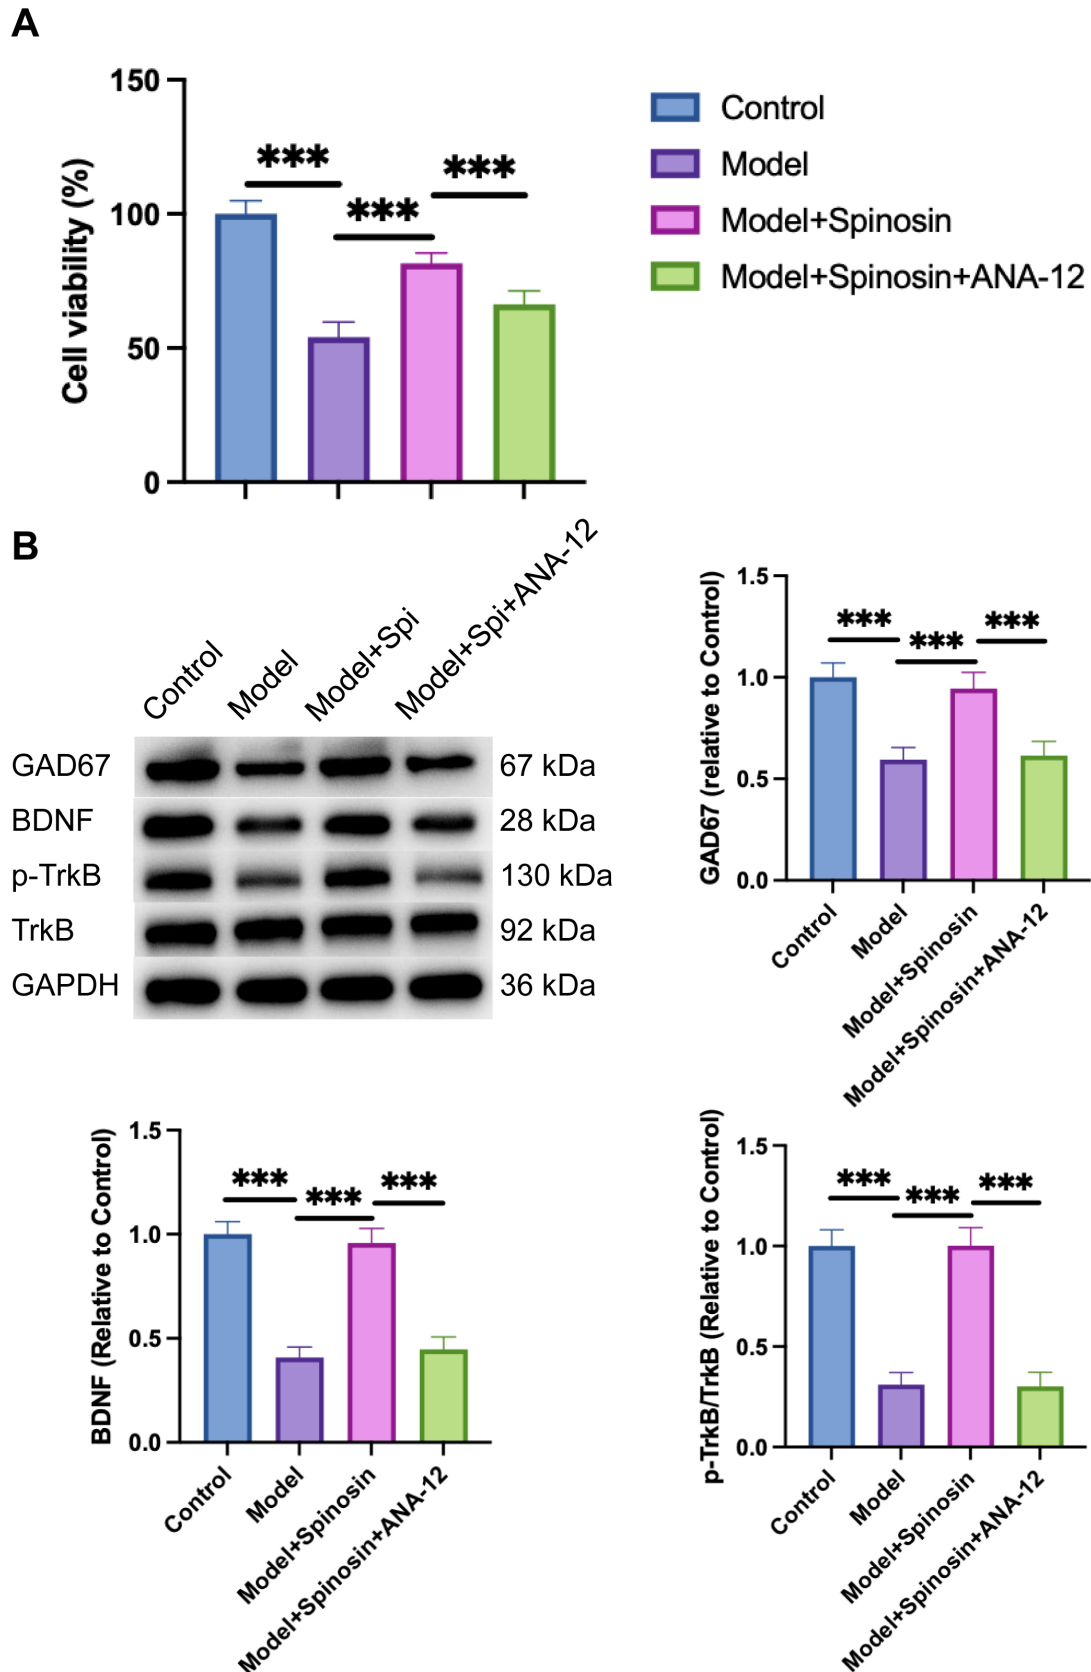 A
150
100
50
0
Cell viability (%)
***
***
***
Control
Model
Model+Spinosin
Model+Spinosin+ANA-12
B
Control
Model
Model+Spi
Model+Spi+ANA-12
GAD67
67 kDa
BDNF
28 kDa
p-TrkB
130 kDa
TrkB
92 kDa
GAPDH
36 kDa
GAD67 (relative to Control)
1.5
1.0
0.5
0.0
***
***
***
Control
Model
Model+Spinosin
Model+Spinosin+ANA-12
BDNF (Relative to Control)
1.5
1.0
0.5
0.0
***
***
***
Control
Model
Model+Spinosin
Model+Spinosin+ANA-12
p-TrkB/TrkB (Relative to Control)
1.5
1.0
0.5
0.0
***
***
***
Control
Model
Model+Spinosin
Model+Spinosin+ANA-12